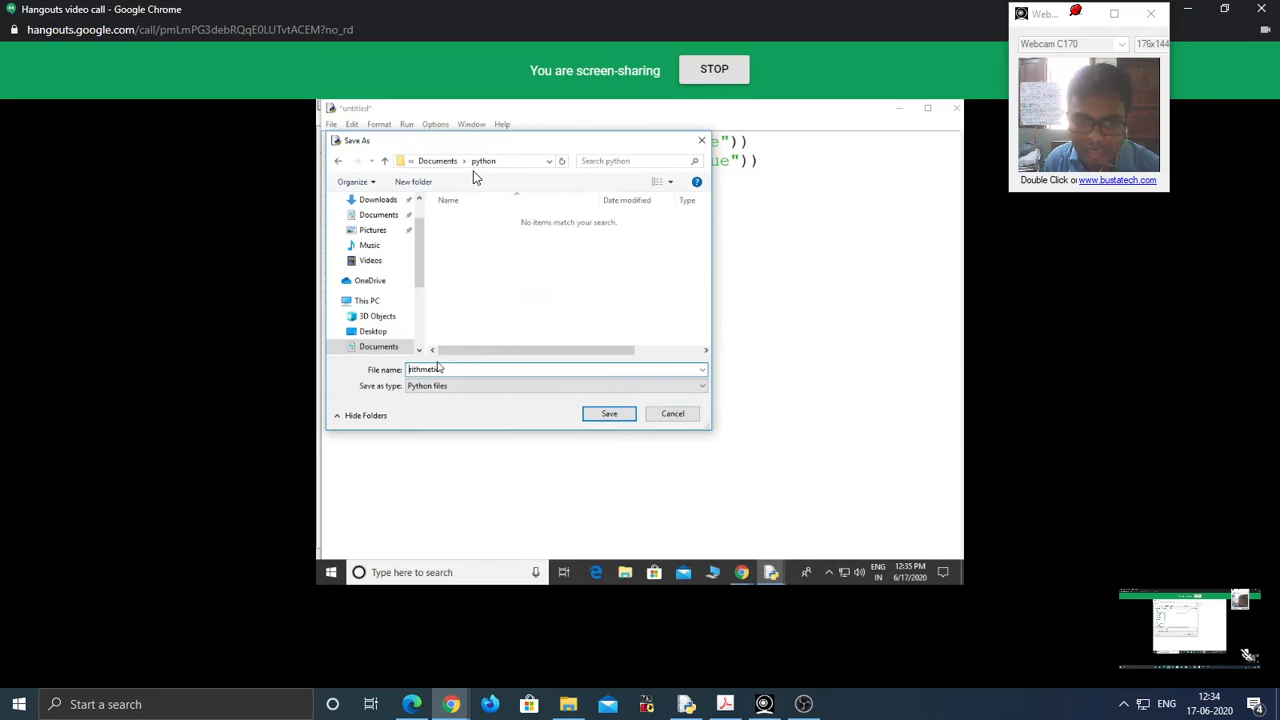 Hangouts video call - Google Chrome
hangouts.google.com/call/pmLmPG3debRQqE0LUTvtACEM?no_rd
You are screen-sharing
STOP
Web...
Webcam C170
176x144
Double Click or www.bustatech.com
*untitled*
File Edit Format Run Options Window Help
e"))
ue"))
Save As
Documents > python
Search python
Organize
New folder
Name
Date modified
Type
No items match your search.
Downloads
Documents
Pictures
Music
Videos
OneDrive
This PC
3D Objects
Desktop
Documents
File name:
Save as type: Python files
Hide Folders
Save
Cancel
Type here to search
ENG
IN
12:35 PM
6/17/2020
Start a search
ENG
12:34
17-06-2020
4